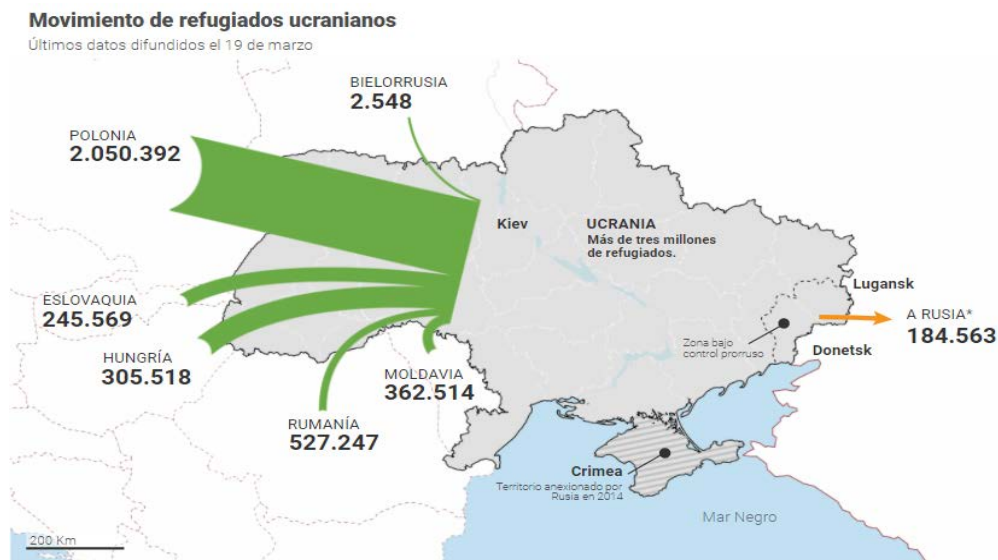 Movimiento de refugiados ucranianos
Últimos datos difundidos el 19 de marzo
BIELORRUSIA
2.548
POLONIA
2.050.392
Kiev
UCRANIA
Más de tres millones
de refugiados.
Lugansk
ESLOVAQUIA
245.569
A RUSIA*
184.563
Zona bajo
control prorruso
Donetsk
HUNGRÍA
305.518
MOLDAVIA
362.514
RUMANÍA
527.247
Crimea
Territorio anexionado por
Rusia en 2014
Mar Negro
200 Km